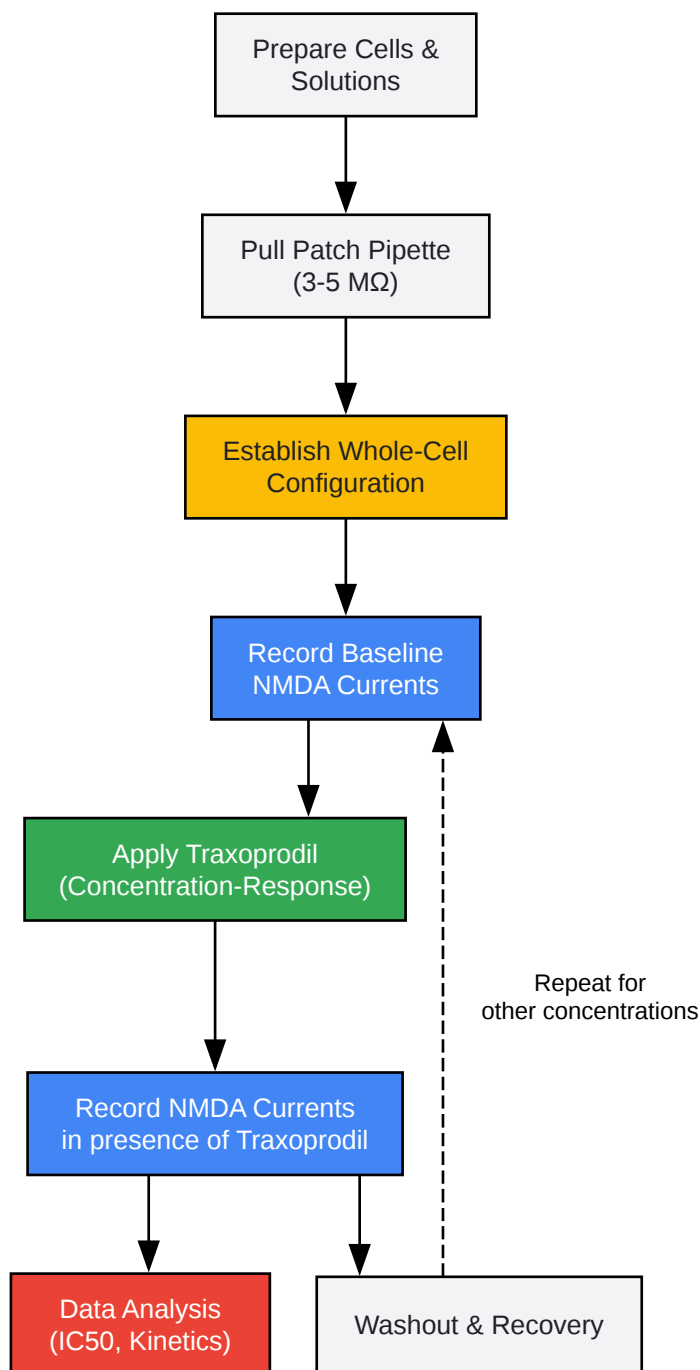 Prepare Cells &
Solutions
Pull Patch Pipette
(3-5 MΩ)
Establish Whole-Cell
Configuration
Record Baseline
NMDA Currents
Apply Traxoprodil
(Concentration-Response)
Repeat for
other concentrations
Record NMDA Currents
in presence of Traxoprodil
Data Analysis
(IC50, Kinetics)
Washout & Recovery